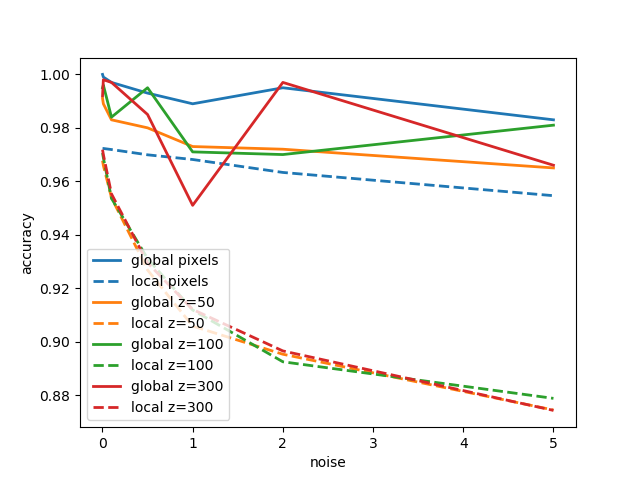 1.00
0.98
0.96
0.94
0.92
0.90
0.88
accuracy
global pixels
local pixels
global z=50
local z=50
global z=100
local z=100
global z=300
local z=300
0 1 2 3 4 5
noise